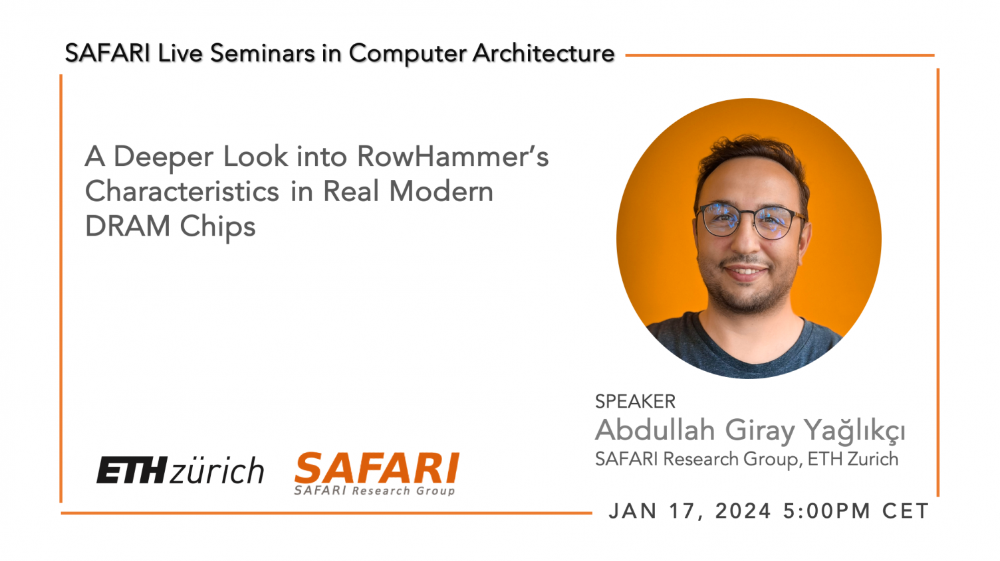 SAFARI Live Seminars in Computer Architecture
A Deeper Look into RowHammer’s
Characteristics in Real Modern
DRAM Chips
SPEAKER
Abdullah Giray Yağlıkçı
SAFARI Research Group, ETH Zurich
ETH zürich
SAFARI
SAFARI Research Group
JAN 17, 2024 5:00PM CET